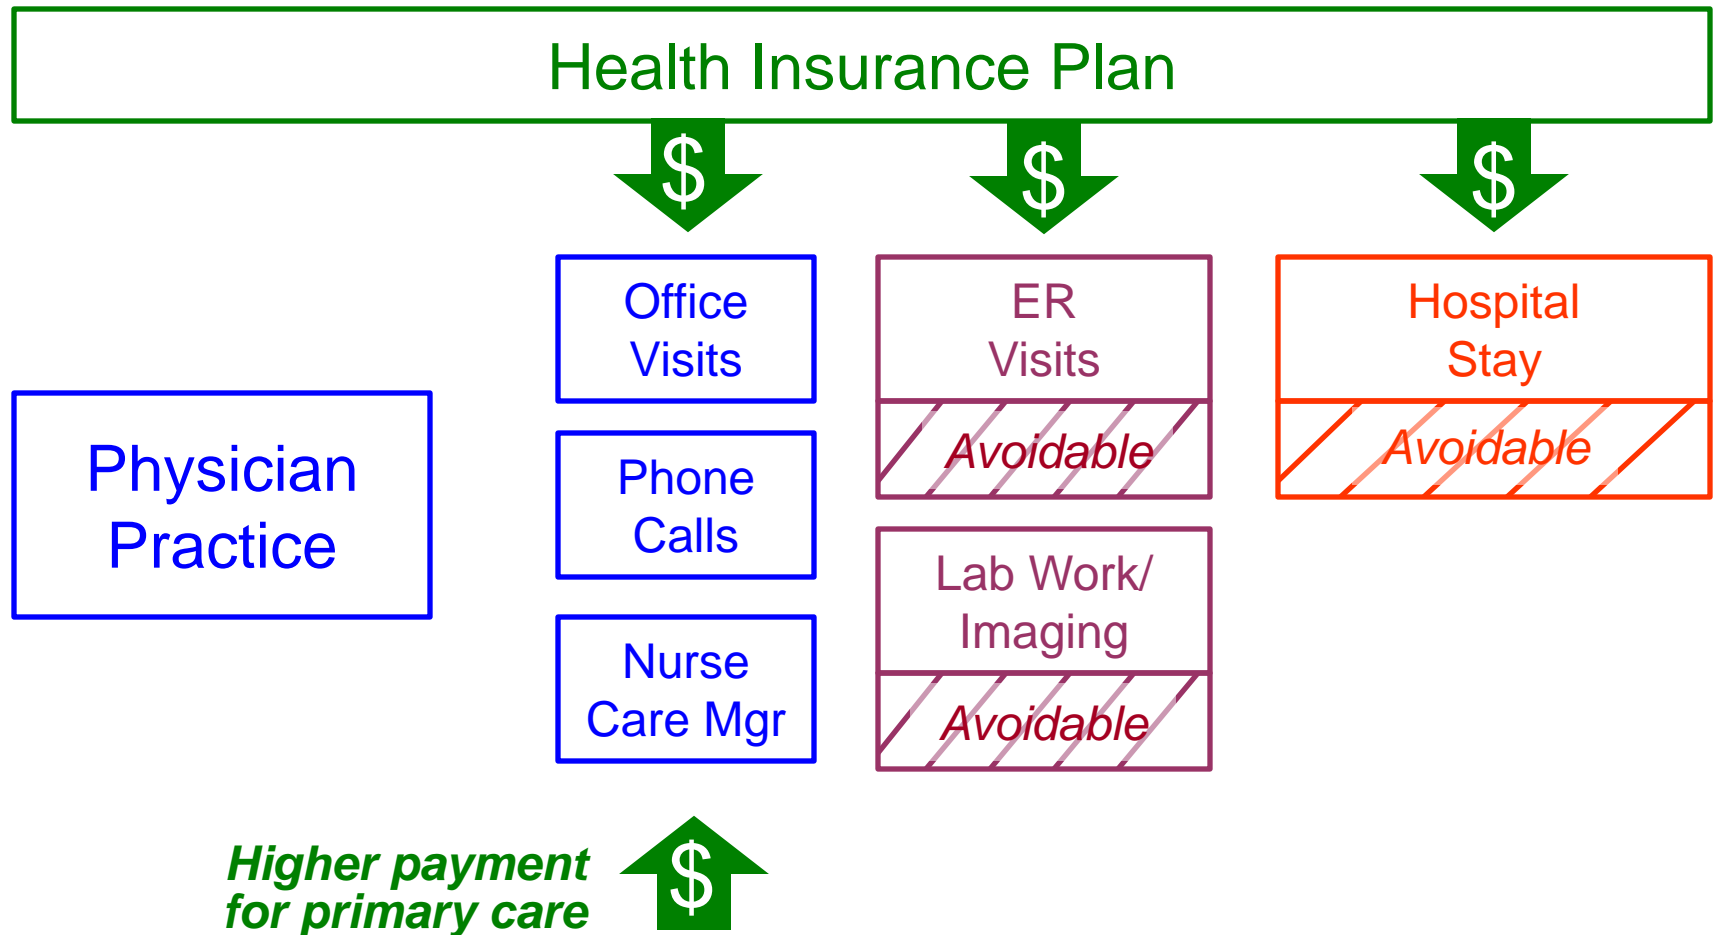 Health Insurance Plan
$ $ $
Office
Visits
ER
Visits
Hospital
Stay
Avoidable
Avoidable
Physician
Practice
Phone
Calls
Lab Work/
Imaging
Avoidable
Nurse
Care Mgr
Higher payment
for primary care
$